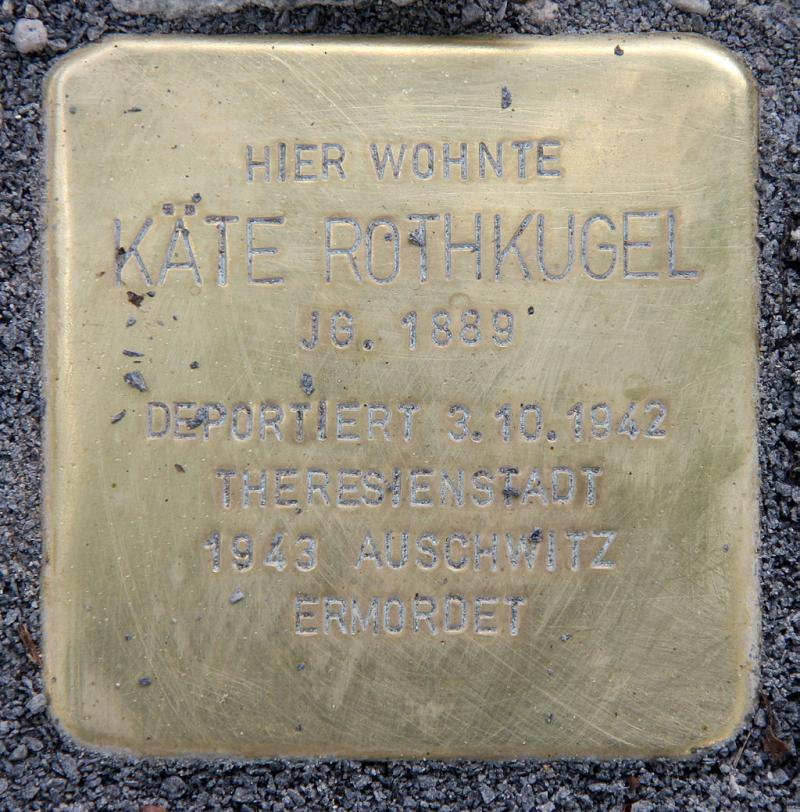 HIER WOHNTE
KÄTE ROTHKUGEL
JG. 1889
DEPORTIERT 3.10.1942
THERESIENSTADT
1943 AUSCHWITZ
ERMORDET